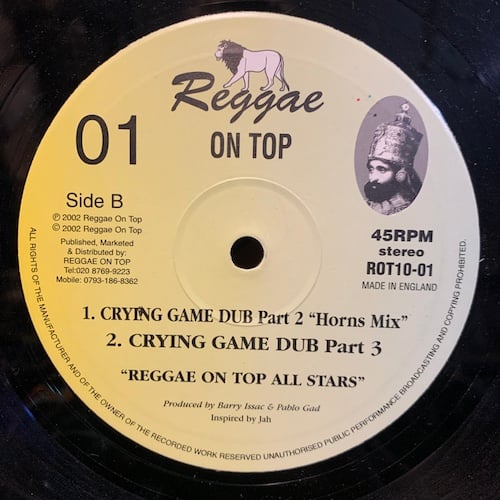 Reggae
ON TOP
01
Side B
℗ 2002 Reggae On Top
© 2002 Reggae On Top
Published, Marketed
& Distributed by:
REGGAE ON TOP
Tel:020 8769-9223
Mobile: 0793-186-8362
45RPM
stereo
ROT10-01
MADE IN ENGLAND
1. CRYING GAME DUB Part 2 “Horns Mix”
2. CRYING GAME DUB Part 3
“REGGAE ON TOP ALL STARS”
Produced by Barry Issac & Pablo Gad
Inspired by Jah
ALL RIGHTS OF THE MANUFACTURER AND OF THE OWNER OF THE RECORDED WORK RESERVED UNAUTHORISED PUBLIC PERFORMANCE BROADCASTING AND COPYING PROHIBITED.